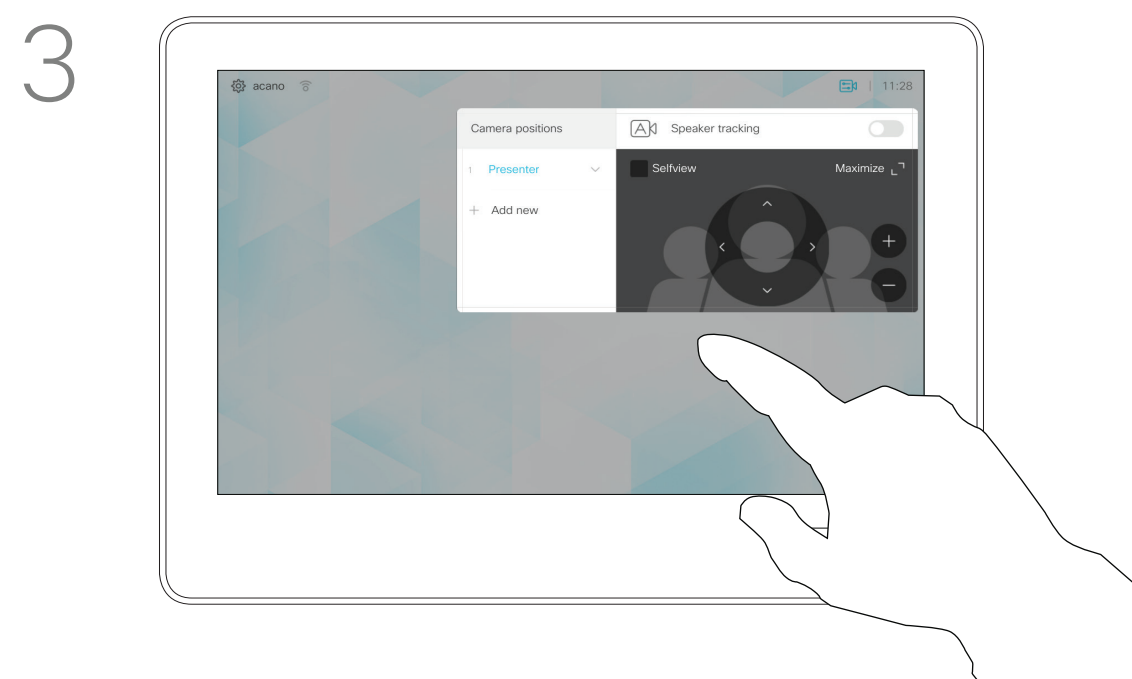 3
acano
11:28
Camera positions
A Speaker tracking
1 Presenter
Selfview
Maximize
+ Add new
+
−